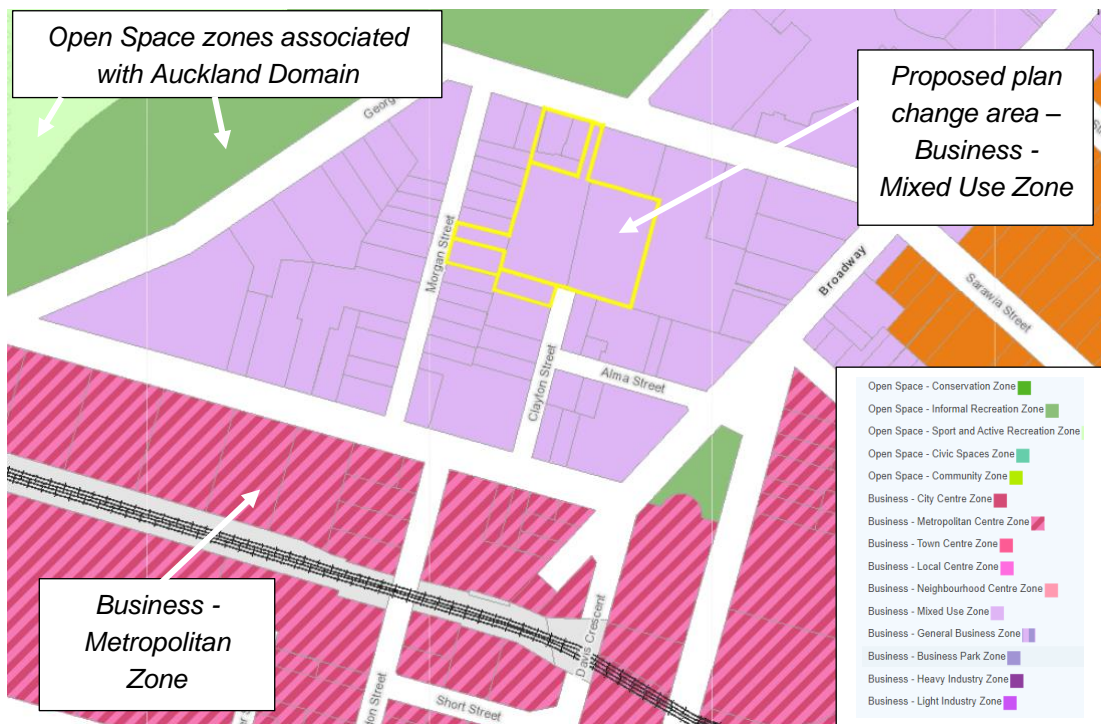 Open Space zones associated
with Auckland Domain
Proposed plan
change area –
Business -
Mixed Use Zone
Georg
Morgan Street
Broadway
Sarawia Street
Clayton Street
Alma Street
Business -
Metropolitan
Zone
Davis Crescent
Short Street
Open Space - Conservation Zone
Open Space - Informal Recreation Zone
Open Space - Sport and Active Recreation Zone
Open Space - Civic Spaces Zone
Open Space - Community Zone
Business - City Centre Zone
Business - Metropolitan Centre Zone
Business - Town Centre Zone
Business - Local Centre Zone
Business - Neighbourhood Centre Zone
Business - Mixed Use Zone
Business - General Business Zone
Business - Business Park Zone
Business - Heavy Industry Zone
Business - Light Industry Zone